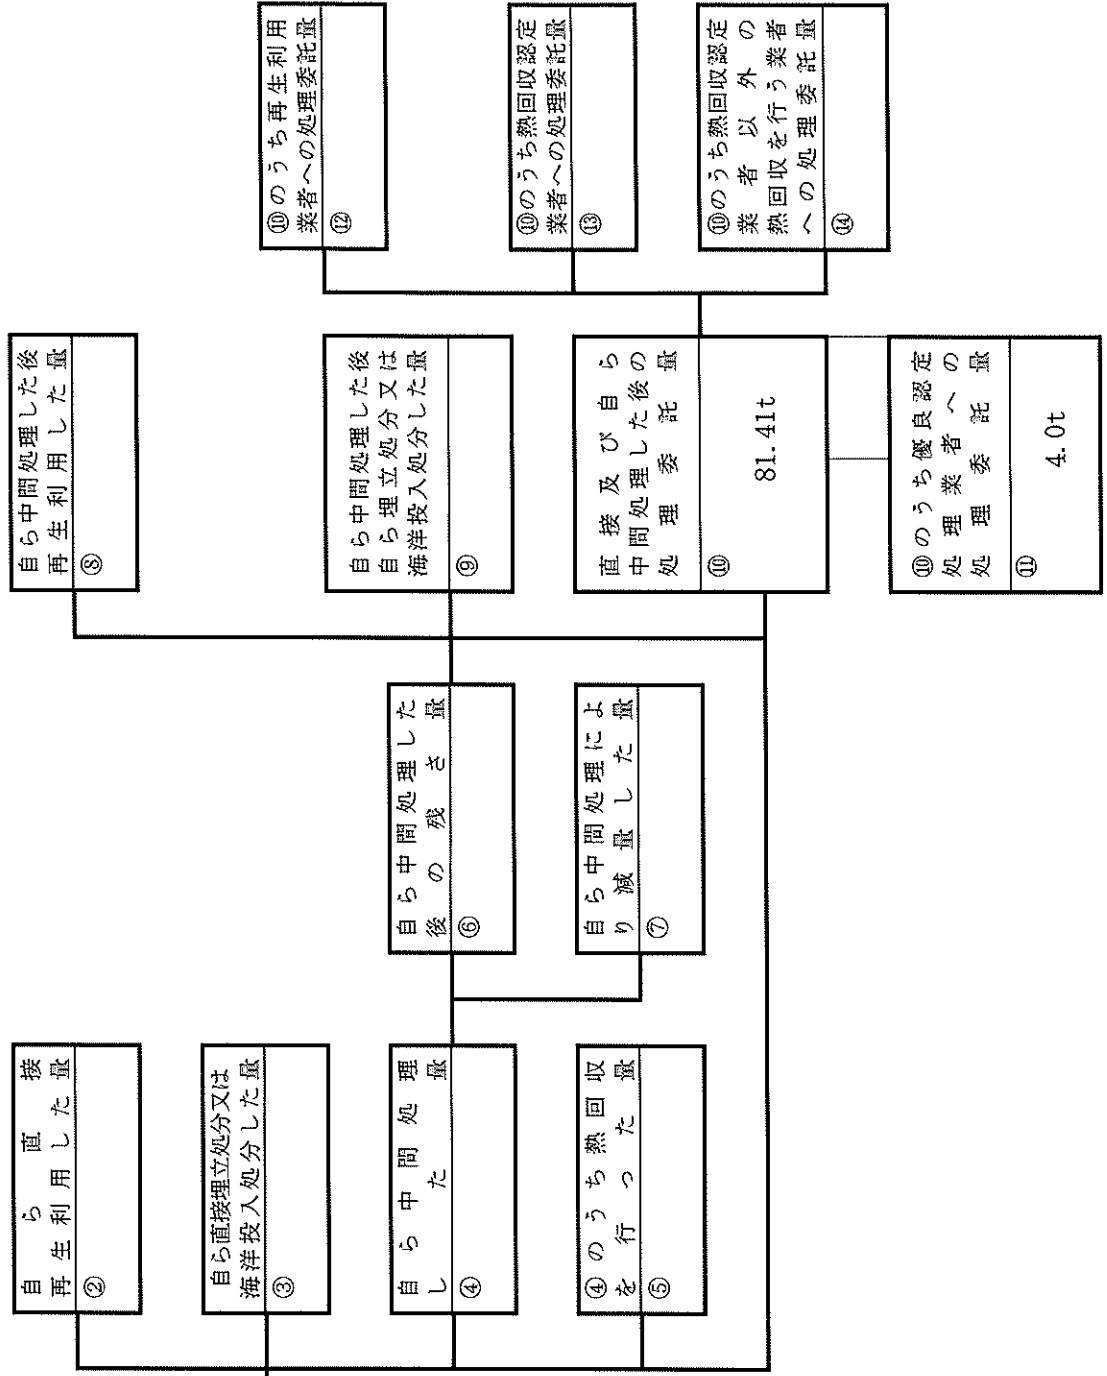 自ら直接
再生利用した量
②
自ら直接埋立処分又は
海洋投入処分した量
③
自ら中間処理
した量
④
④のうち熱回収
を行った量
⑤
自ら中間処理した
後の残さ量
⑥
自ら中間処理によ
り減量した量
⑦
自ら中間処理した後
再生利用した量
⑧
自ら中間処理した後
自ら埋立処分又は
海洋投入処分した量
⑨
直接及び自ら
中間処理した後の
処理委託量
⑩
81.41t
⑩のうち優良認定
処理業者への
処理委託量
⑪
4.0t
⑩のうち再生利用
業者への処理委託量
⑫
⑩のうち熱回収認定
業者への処理委託量
⑬
⑩のうち熱回収認定
業者以外の
熱回収を行う業者
への処理委託量
⑭